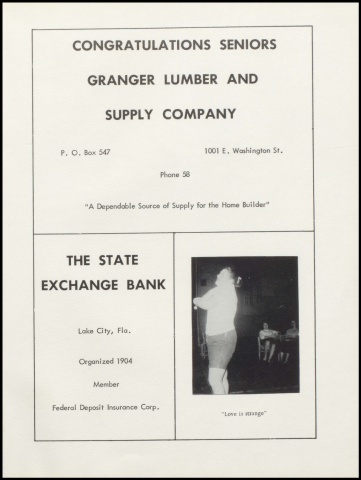 CONGRATULATIONS SENIORS
GRANGER LUMBER AND
SUPPLY COMPANY
P. O. Box 547
1001 E. Washington St.
Phone 58
"A Dependable Source of Supply for the Home Builder"
THE STATE
EXCHANGE BANK
Lake City, Fla.
Organized 1904
Member
Federal Deposit Insurance Corp.
"Love is strange"